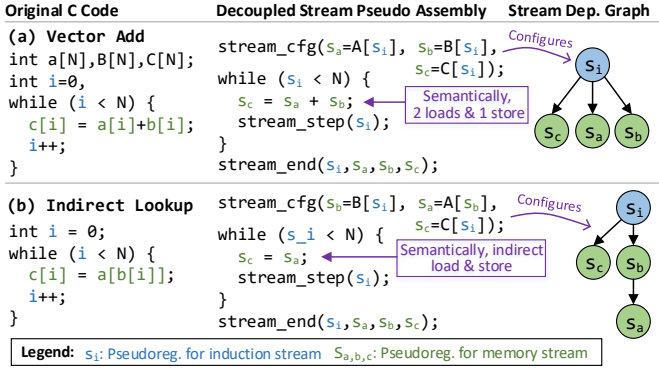 Original C Code
Decoupled Stream Pseudo Assembly
Stream Dep. Graph
(a) Vector Add
int a[N],B[N],C[N];
int i=0,
while (i < N) {
c[i] = a[i]+b[i];
i++;
}
stream_cfg(sa=A[si], sb=B[si],
sc=C[si]);
while (si < N) {
sc = sa + sb;
stream_step(si);
}
stream_end(si,sa,sb,sc);
Semantically,
2 loads & 1 store
Configures
si
sc
sa
sb
(b) Indirect Lookup
int i = 0;
while (i < N) {
c[i] = a[b[i]];
i++;
}
stream_cfg(sb=B[si], sa=A[sb],
sc=C[si]);
while (s_i < N) {
sc = sa;
stream_step(si);
}
stream_end(si,sa,sb,sc);
Semantically, indirect
load & store
Configures
si
sc
sb
sa
Legend: si: Pseudoreg. for induction stream Sa,b,c: Pseudoreg. for memory stream